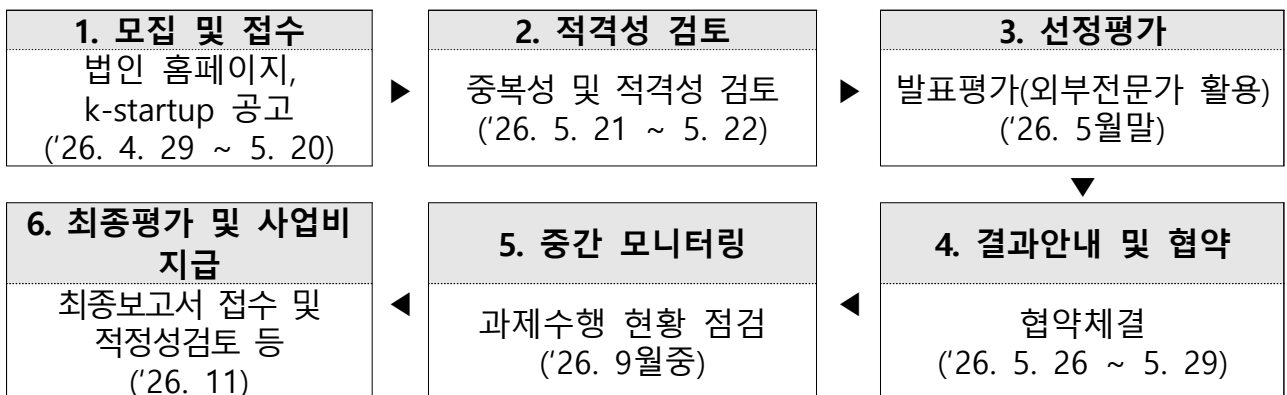 1. 모집 및 접수
법인 홈페이지,
k-startup 공고
('26. 4. 29 ~ 5. 20)
▶
2. 적격성 검토
중복성 및 적격성 검토
('26. 5. 21 ~ 5. 22)
▶
3. 선정평가
발표평가(외부전문가 활용)
('26. 5월말)
▼
4. 결과안내 및 협약
협약체결
('26. 5. 26 ~ 5. 29)
◀
5. 중간 모니터링
과제수행 현황 점검
('26. 9월중)
◀
6. 최종평가 및 사업비
지급
최종보고서 접수 및
적정성검토 등
('26. 11)